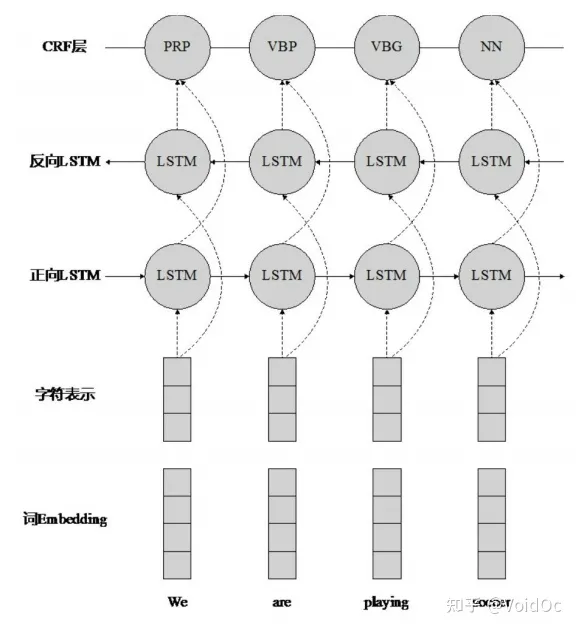 CRF层 PRP VBP VBG NN
反向LSTM LSTM LSTM LSTM LSTM
正向LSTM LSTM LSTM LSTM LSTM
字符表示
词Embedding
We are playing
知乎 @VoidOc